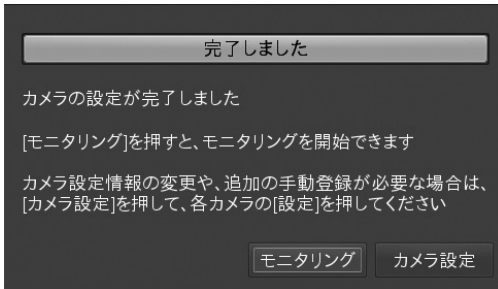 完了しました
カメラの設定が完了しました
[モニタリング]を押すと、モニタリングを開始できます
カメラ設定情報の変更や、追加の手動登録が必要な場合は、
[カメラ設定]を押して、各カメラの[設定]を押してください
モニタリング カメラ設定